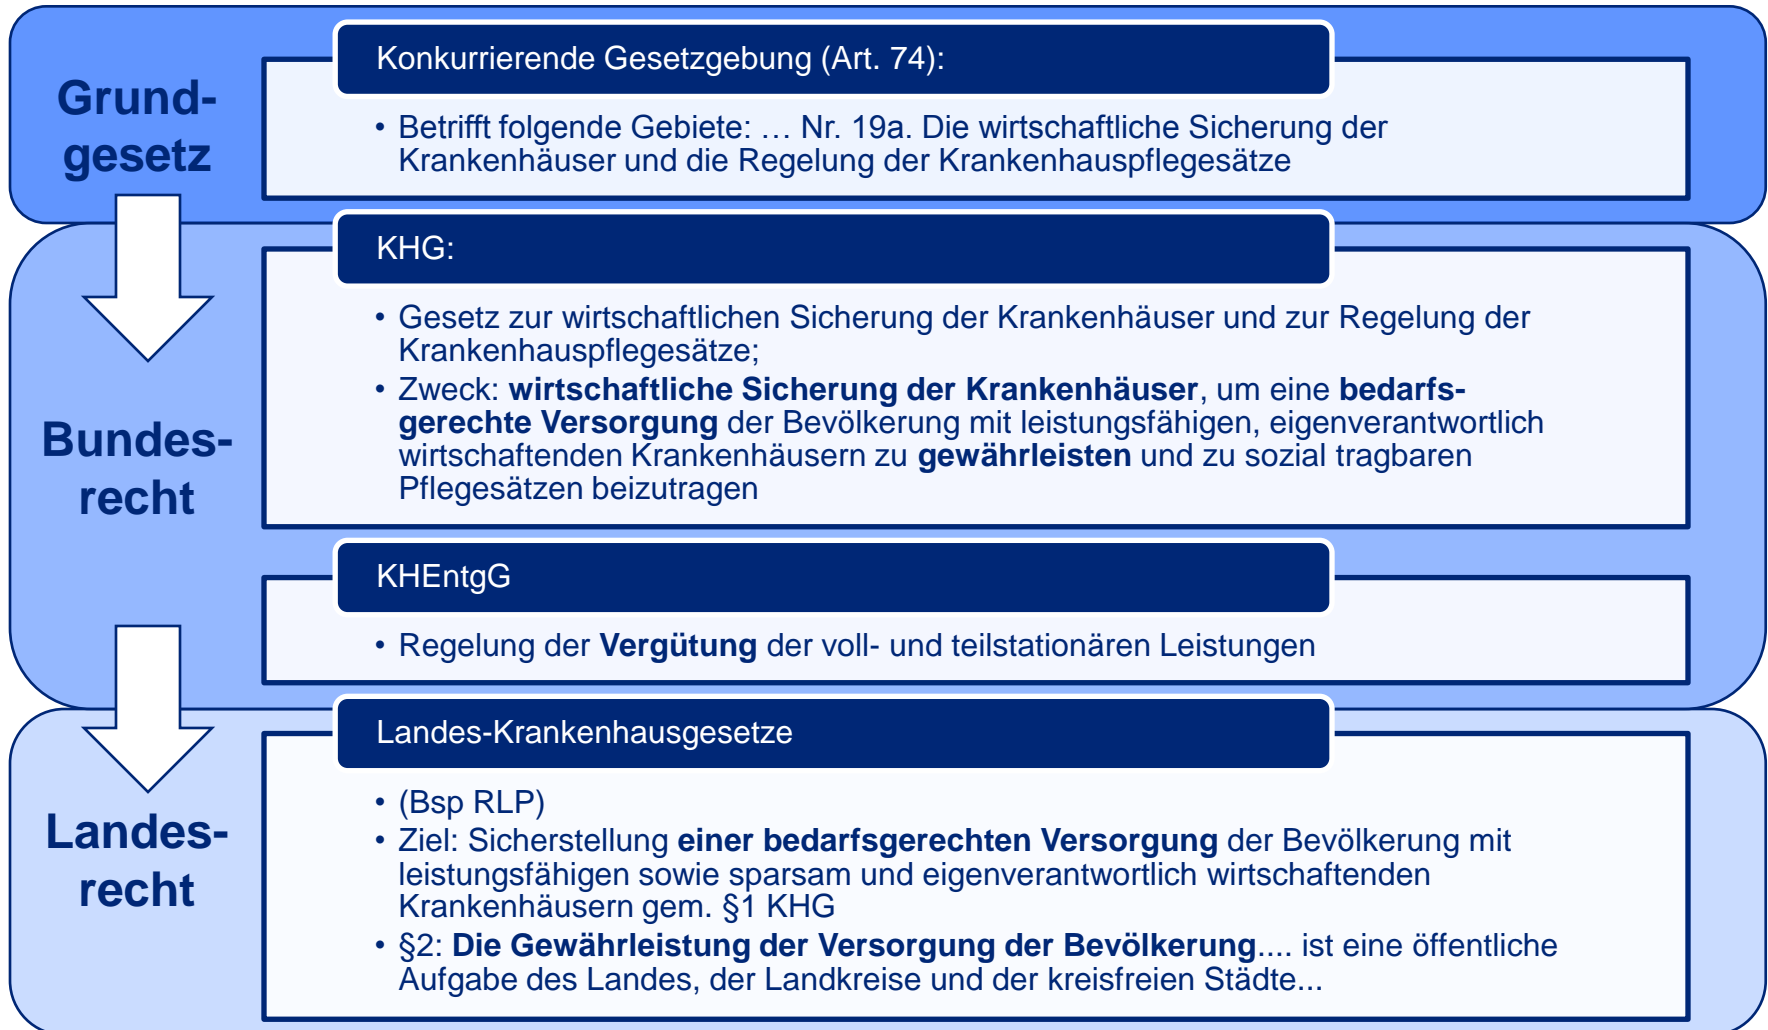 Grund-
gesetz
Konkurrierende Gesetzgebung (Art. 74):
• Betrifft folgende Gebiete: … Nr. 19a. Die wirtschaftliche Sicherung der
Krankenhäuser und die Regelung der Krankenhauspflegesätze
Bundes-
recht
KHG:
• Gesetz zur wirtschaftlichen Sicherung der Krankenhäuser und zur Regelung der
Krankenhauspflegesätze;
• Zweck: wirtschaftliche Sicherung der Krankenhäuser, um eine bedarfs-
gerechte Versorgung der Bevölkerung mit leistungsfähigen, eigenverantwortlich
wirtschaftenden Krankenhäusern zu gewährleisten und zu sozial tragbaren
Pflegesätzen beizutragen
KHEntgG
• Regelung der Vergütung der voll- und teilstationären Leistungen
Landes-
recht
Landes-Krankenhausgesetze
• (Bsp RLP)
• Ziel: Sicherstellung einer bedarfsgerechten Versorgung der Bevölkerung mit
leistungsfähigen sowie sparsam und eigenverantwortlich wirtschaftenden
Krankenhäusern gem. §1 KHG
• §2: Die Gewährleistung der Versorgung der Bevölkerung.... ist eine öffentliche
Aufgabe des Landes, der Landkreise und der kreisfreien Städte...